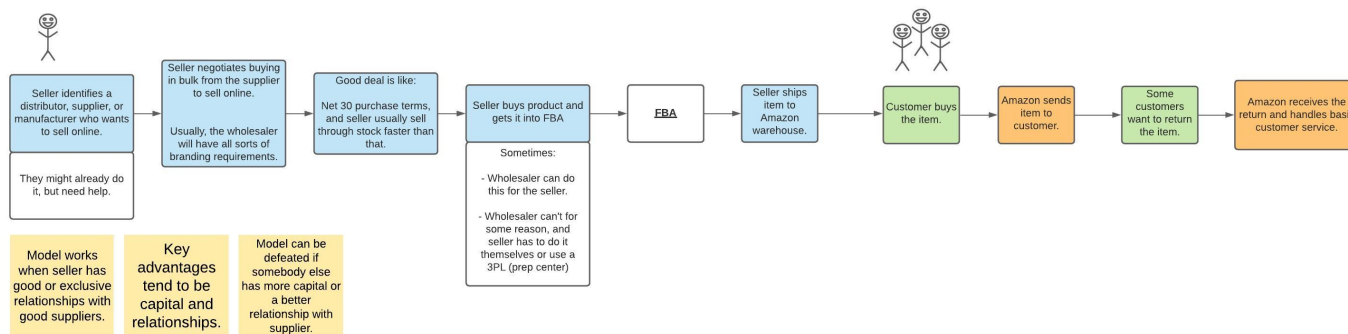 Seller identifies a
distributor, supplier, or
manufacturer who wants
to sell online.
They might already do
it, but need help.
Seller negotiates buying
in bulk from the supplier
to sell online.
Usually, the wholesaler
will have all sorts of
branding requirements.
Good deal is like:
Net 30 purchase terms,
and seller usually sell
through stock faster than
that.
Seller buys product and
gets it into FBA
Sometimes:
- Wholesaler can do
this for the seller.
- Wholesaler can't for
some reason, and
seller has to do it
themselves or use a
3PL (prep center)
FBA
Seller ships
item to
Amazon
warehouse.
Customer buys
the item.
Amazon sends
item to
customer.
Some
customers
want to return
the item.
Amazon receives the
return and handles basi
customer service.
Model works
when seller has
good or exclusive
relationships with
good suppliers.
Key
advantages
tend to be
capital and
relationships.
Model can be
defeated if
somebody else
has more capital or
a better
relationship with
supplier.